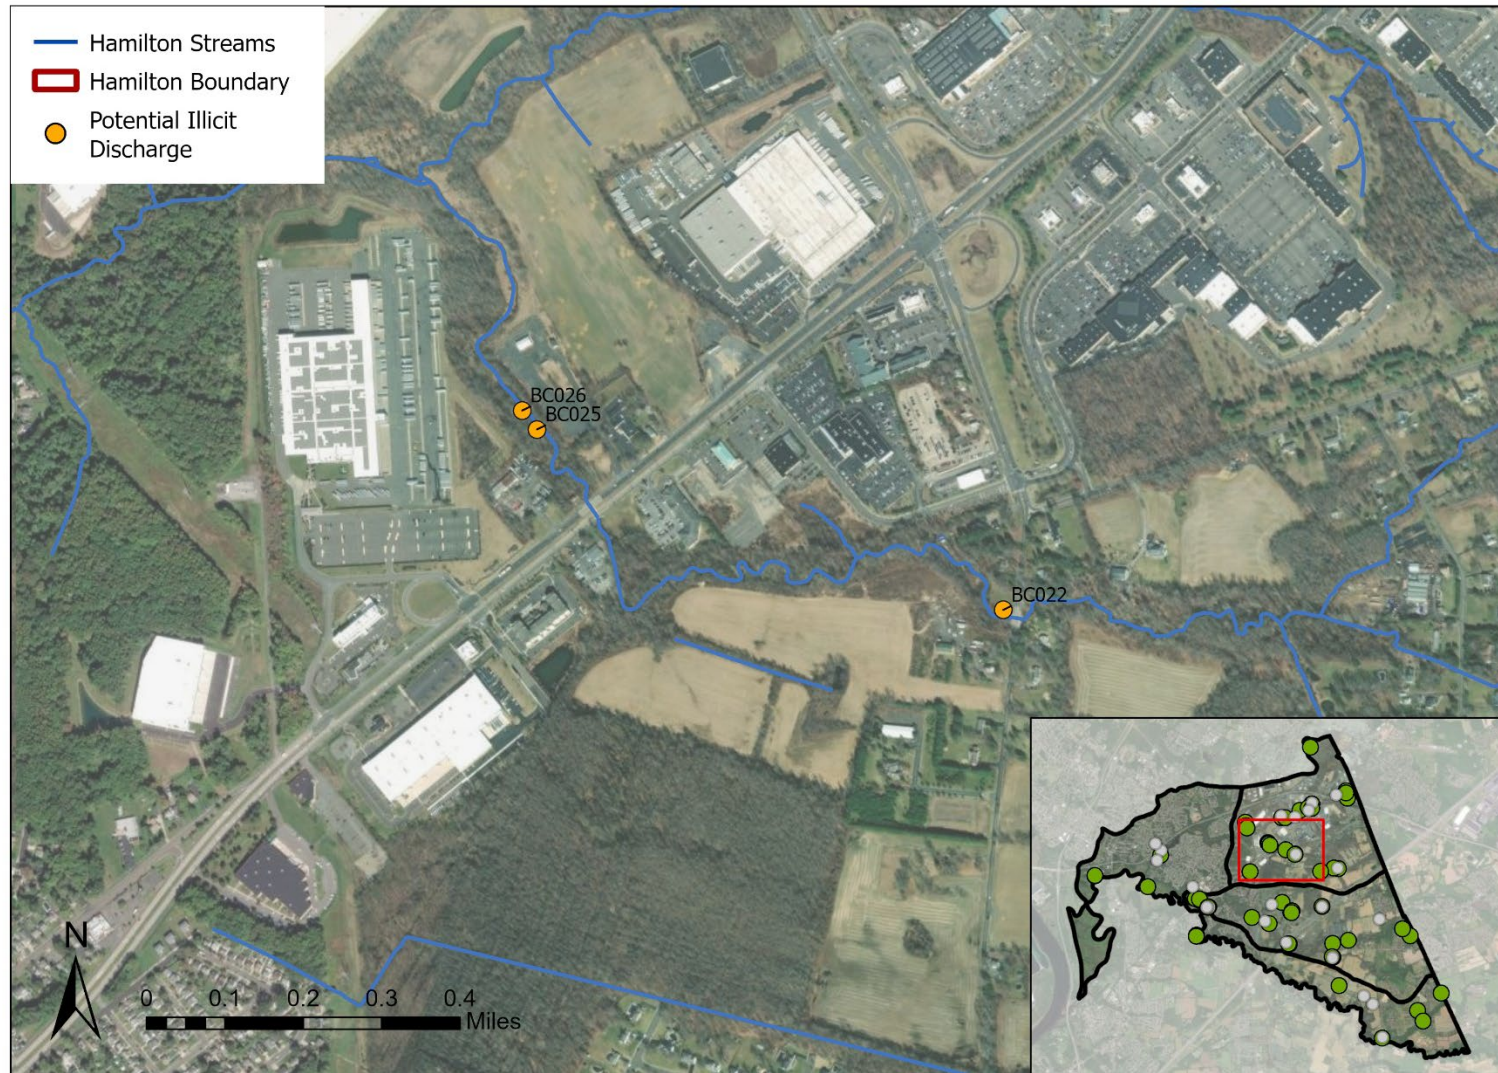 Hamilton Streams
Hamilton Boundary
Potential Illicit
Discharge
BC026
BC025
BC022
N
0 0.1 0.2 0.3 0.4
Miles